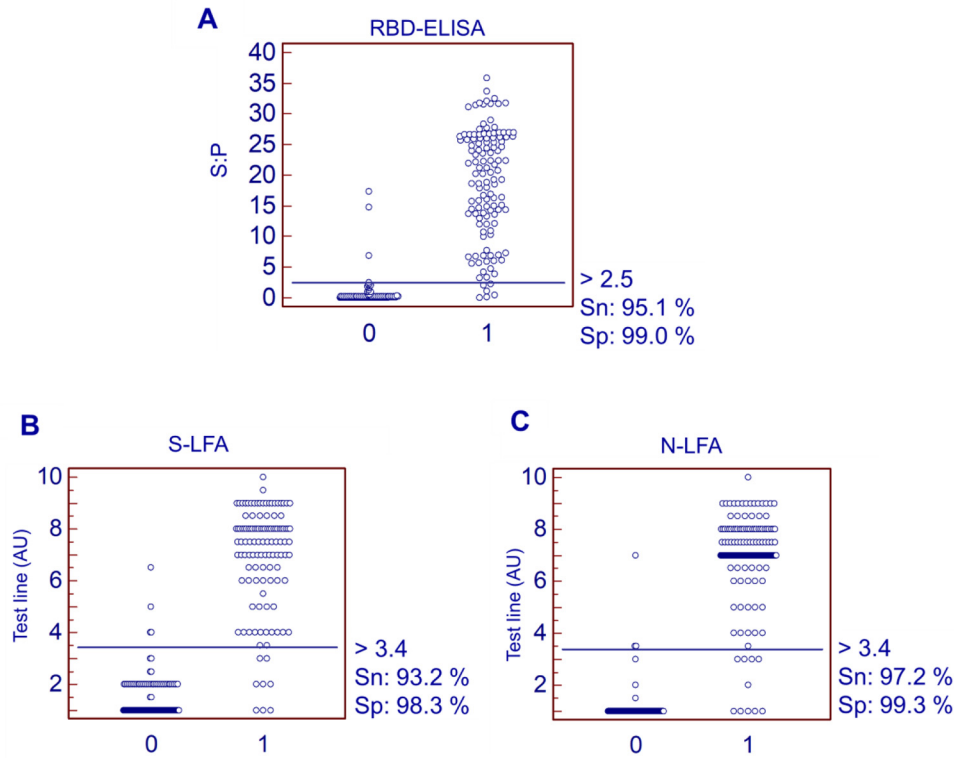 A
RBD-ELISA
S:P
40
35
30
25
20
15
10
5
0
0 1
> 2.5
Sn: 95.1 %
Sp: 99.0 %
B
S-LFA
Test line (AU)
10
8
6
4
2
0 1
> 3.4
Sn: 93.2 %
Sp: 98.3 %
C
N-LFA
Test line (AU)
10
8
6
4
2
0 1
> 3.4
Sn: 97.2 %
Sp: 99.3 %